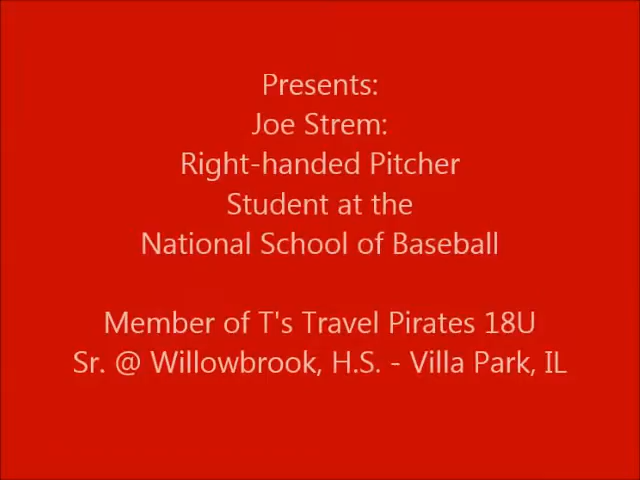 Presents:
Joe Strem:
Right-handed Pitcher
Student at the
National School of Baseball
Member of T's Travel Pirates 18U
Sr. @ Willowbrook, H.S. - Villa Park, IL